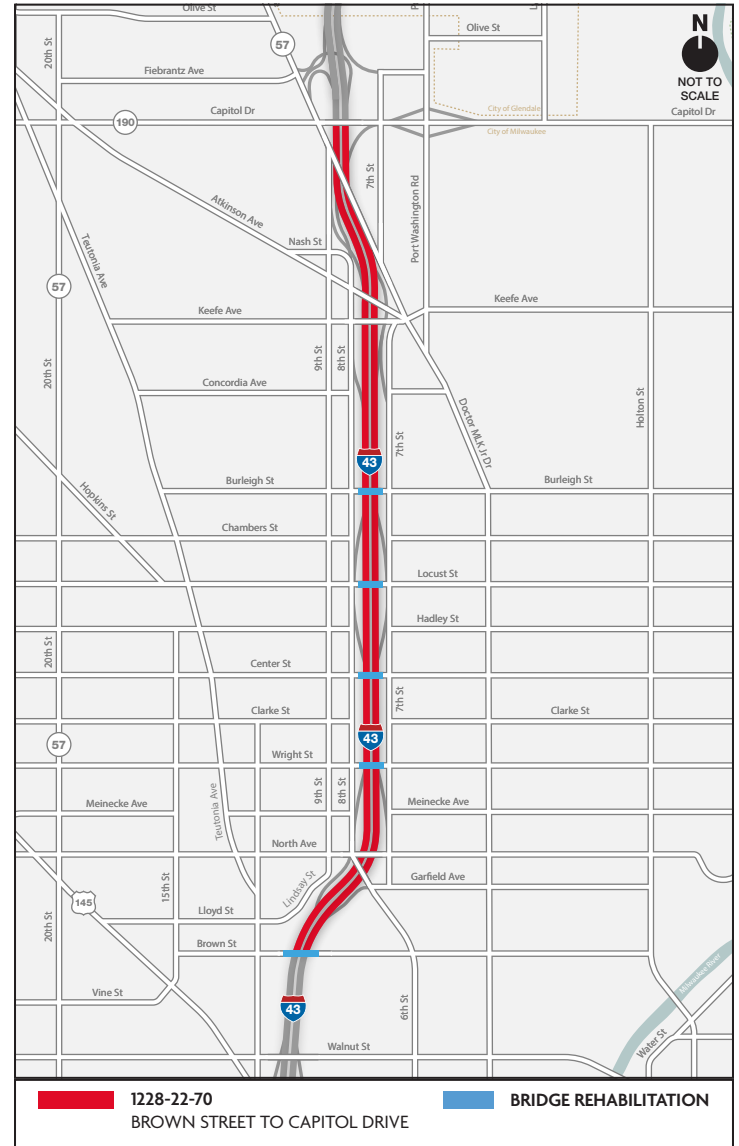 Olive St
20th St
57
P
L
Olive St
N
NOT TO
SCALE
Fiebrantz Ave
Capitol Dr
190
City of Glendale
City of Milwaukee
Capitol Dr
7th St
Port Washington Rd
Atkinson Ave
Nash St
Teutonia Ave
57
Keefe Ave
Keefe Ave
20th St
9th St
8th St
Concordia Ave
Doctor MLK Jr Dr
Holton St
7th St
43
Burleigh St
Burleigh St
Hopkins St
Chambers St
Locust St
Hadley St
20th St
Center St
7th St
Clarke St
Clarke St
57
43
Wright St
9th St
8th St
Meinecke Ave
Meinecke Ave
Teutonia Ave
North Ave
Lindsay St
Garfield Ave
15th St
145
20th St
Lloyd St
Brown St
Milwaukee River
Vine St
43
6th St
Walnut St
Water St
1228-22-70
BROWN STREET TO CAPITOL DRIVE
BRIDGE REHABILITATION